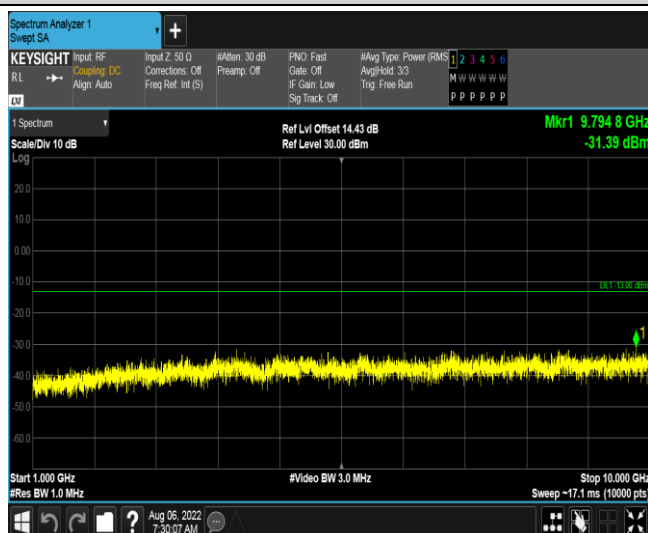 Spectrum Analyzer 1
Swept SA
+
KEYSIGHT
RL
LXI
Input: RF
Coupling: DC
Align: Auto
Input Z: 50 Ω
Corrections: Off
Freq Ref: Int (S)
#Atten: 30 dB
Preamp: Off
PNO: Fast
Gate: Off
IF Gain: Low
Sig Track: Off
#Avg Type: Power (RMS
Avg|Hold: 3/3
Trig: Free Run
1 2 3 4 5 6
M W W W W W
P P P P P P
1 Spectrum
Scale/Div 10 dB
Log
Ref Lvl Offset 14.43 dB
Ref Level 30.00 dBm
Mkr1 9.794 8 GHz
-31.39 dBm
20.0
10.0
0.00
-10.0
DL1 -13.00 dBm
-20.0
-30.0
1
-40.0
-50.0
-60.0
Start 1.000 GHz
#Video BW 3.0 MHz
Stop 10.000 GHz
#Res BW 1.0 MHz
Sweep ~17.1 ms (10000 pts)
?
Aug 06, 2022
7:30:07 AM